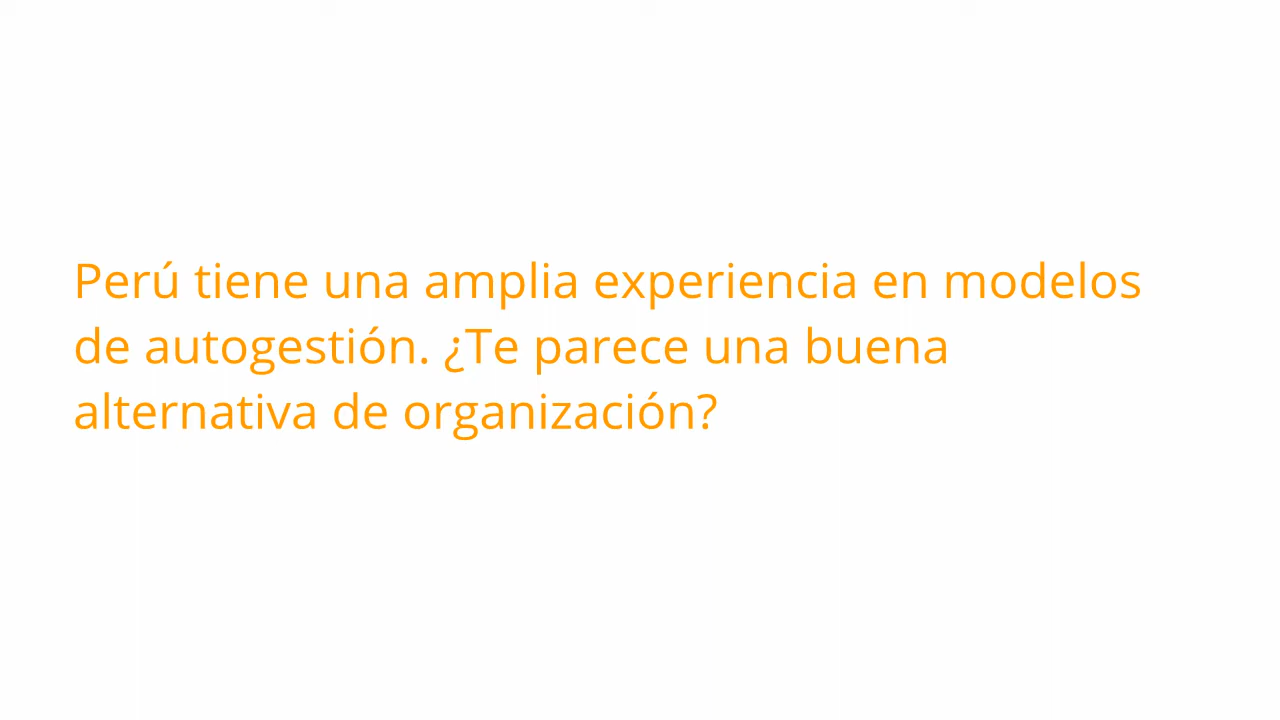 Perú tiene una amplia experiencia en modelos
de autogestión. ¿Te parece una buena
alternativa de organización?